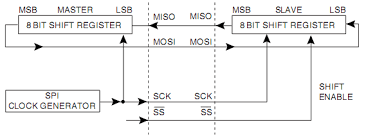 MSB MASTER LSB MISO MISO MSB SLAVE LSB
8 BIT SHIFT REGISTER 8 BIT SHIFT REGISTER
MOSI MOSI
SHIFT
ENABLE
SPI
CLOCK GENERATOR SCK SCK
SS SS